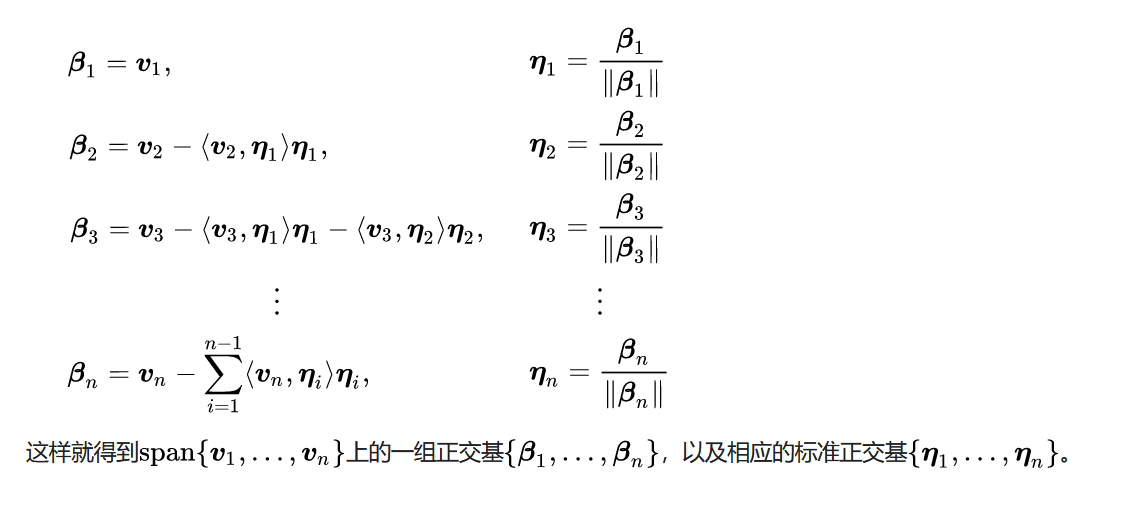 𝜷₁ = 𝒗₁, 𝜼₁ = 𝜷₁ / ‖𝜷₁‖
𝜷₂ = 𝒗₂ − ⟨𝒗₂, 𝜼₁⟩𝜼₁, 𝜼₂ = 𝜷₂ / ‖𝜷₂‖
𝜷₃ = 𝒗₃ − ⟨𝒗₃, 𝜼₁⟩𝜼₁ − ⟨𝒗₃, 𝜼₂⟩𝜼₂, 𝜼₃ = 𝜷₃ / ‖𝜷₃‖
⋮ ⋮
𝜷ₙ = 𝒗ₙ − ∑_{i=1}^{n−1} ⟨𝒗ₙ, 𝜼ᵢ⟩𝜼ᵢ, 𝜼ₙ = 𝜷ₙ / ‖𝜷ₙ‖
这样就得到span{𝒗₁, …, 𝒗ₙ}上的一组正交基{𝜷₁, …, 𝜷ₙ}，以及相应的标准正交基{𝜼₁, …, 𝜼ₙ}。